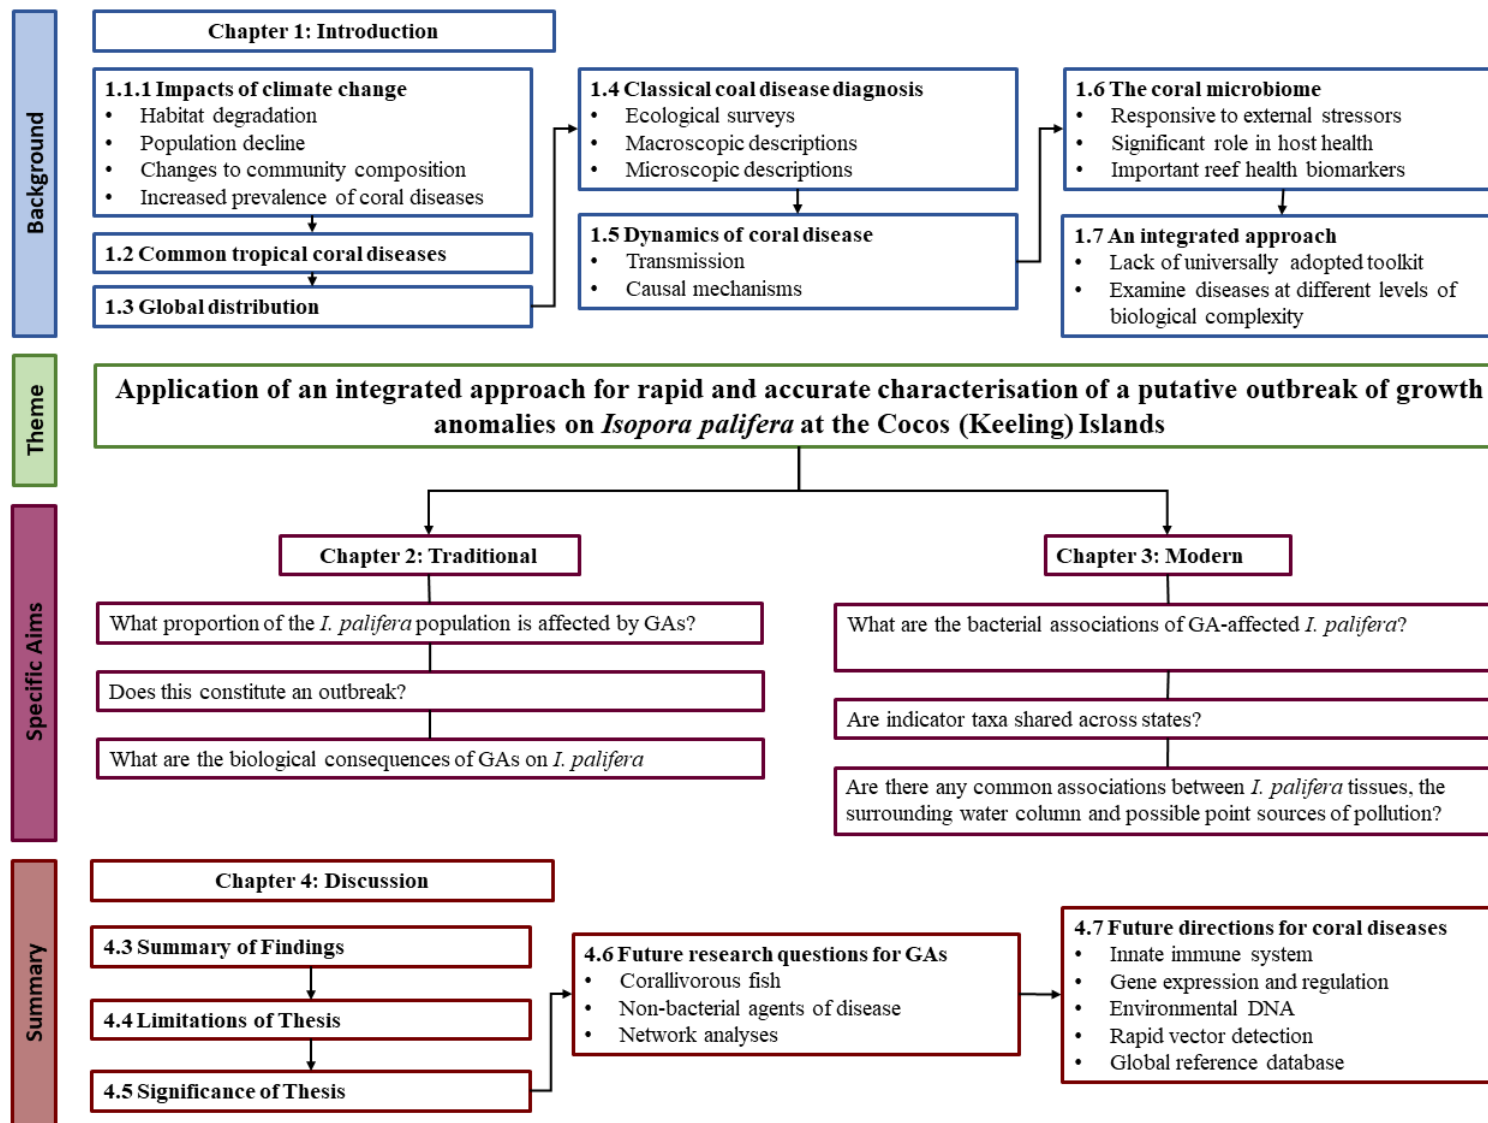 Background
Chapter 1: Introduction
1.1.1 Impacts of climate change
• Habitat degradation
• Population decline
• Changes to community composition
• Increased prevalence of coral diseases
1.2 Common tropical coral diseases
1.3 Global distribution
1.4 Classical coal disease diagnosis
• Ecological surveys
• Macroscopic descriptions
• Microscopic descriptions
1.5 Dynamics of coral disease
• Transmission
• Causal mechanisms
1.6 The coral microbiome
• Responsive to external stressors
• Significant role in host health
• Important reef health biomarkers
1.7 An integrated approach
• Lack of universally adopted toolkit
• Examine diseases at different levels of
biological complexity
Theme
Application of an integrated approach for rapid and accurate characterisation of a putative outbreak of growth
anomalies on Isopora palifera at the Cocos (Keeling) Islands
Specific Aims
Chapter 2: Traditional
What proportion of the I. palifera population is affected by GAs?
Does this constitute an outbreak?
What are the biological consequences of GAs on I. palifera
Chapter 3: Modern
What are the bacterial associations of GA-affected I. palifera?
Are indicator taxa shared across states?
Are there any common associations between I. palifera tissues, the
surrounding water column and possible point sources of pollution?
Summary
Chapter 4: Discussion
4.3 Summary of Findings
4.4 Limitations of Thesis
4.5 Significance of Thesis
4.6 Future research questions for GAs
• Corallivorous fish
• Non-bacterial agents of disease
• Network analyses
4.7 Future directions for coral diseases
• Innate immune system
• Gene expression and regulation
• Environmental DNA
• Rapid vector detection
• Global reference database